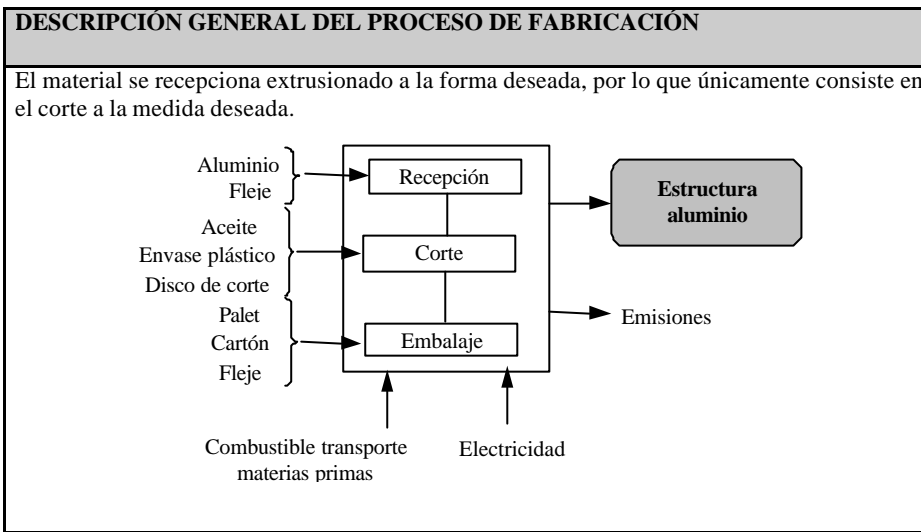 DESCRIPCIÓN GENERAL DEL PROCESO DE FABRICACIÓN
El material se recepciona extrusionado a la forma deseada, por lo que únicamente consiste en
el corte a la medida deseada.
Aluminio
Fleje
Recepción
Estructura
aluminio
Aceite
Envase plástico
Disco de corte
Corte
Palet
Cartón
Fleje
Embalaje
Emisiones
Combustible transporte
materias primas
Electricidad